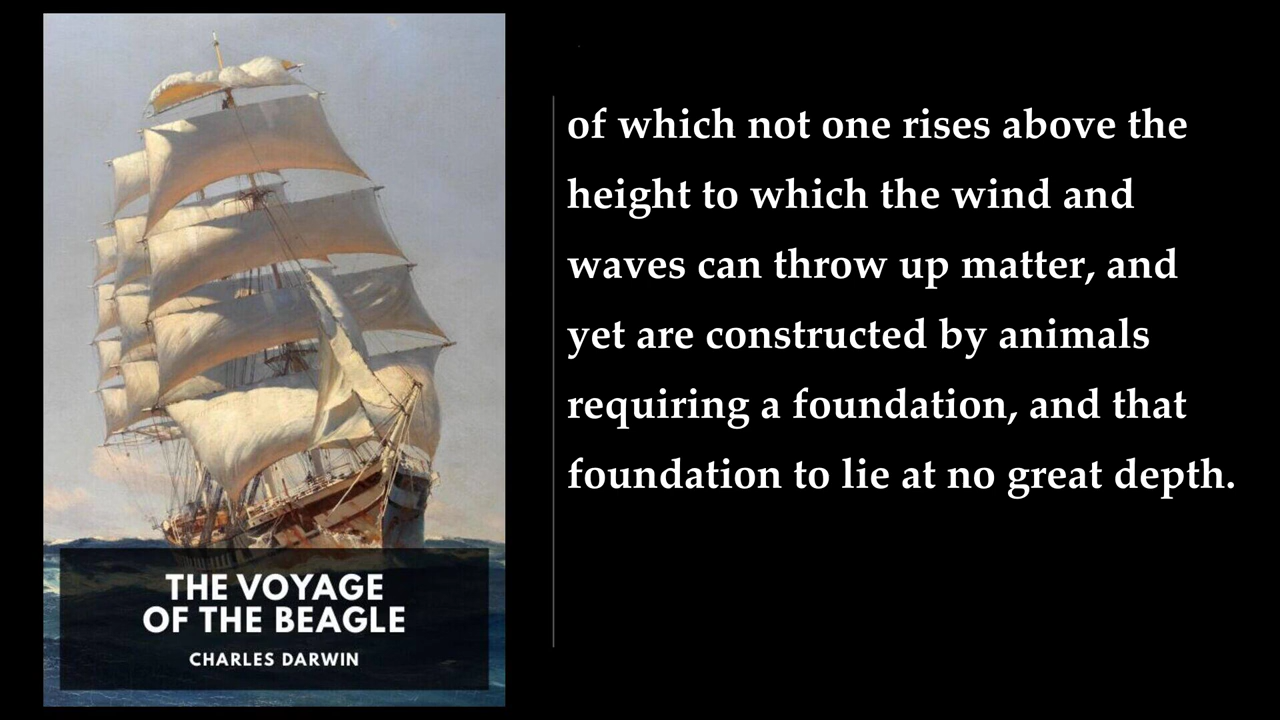 of which not one rises above the
height to which the wind and
waves can throw up matter, and
yet are constructed by animals
requiring a foundation, and that
foundation to lie at no great depth.
THE VOYAGE
OF THE BEAGLE
CHARLES DARWIN